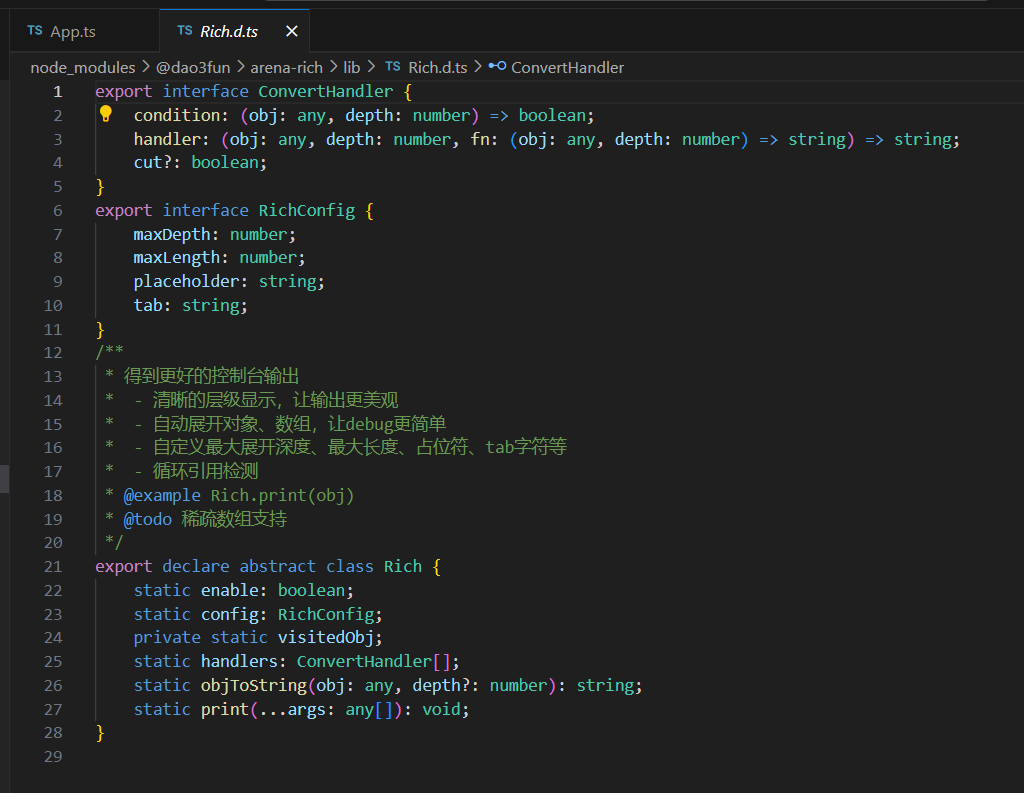 TS App.ts TS Rich.d.ts ×
node_modules > @dao3fun > arena-rich > lib > TS Rich.d.ts > ConvertHandler
1 export interface ConvertHandler {
2 condition: (obj: any, depth: number) => boolean;
3 handler: (obj: any, depth: number, fn: (obj: any, depth: number) => string) => string;
4 cut?: boolean;
5 }
6 export interface RichConfig {
7 maxDepth: number;
8 maxLength: number;
9 placeholder: string;
10 tab: string;
11 }
12 /**
13 * 得到更好的控制台输出
14 * - 清晰的层级显示，让输出更美观
15 * - 自动展开对象、数组，让debug更简单
16 * - 自定义最大展开深度、最大长度、占位符、tab字符等
17 * - 循环引用检测
18 * @example Rich.print(obj)
19 * @todo 稀疏数组支持
20 */
21 export declare abstract class Rich {
22 static enable: boolean;
23 static config: RichConfig;
24 private static visitedObj;
25 static handlers: ConvertHandler[];
26 static objToString(obj: any, depth?: number): string;
27 static print(...args: any[]): void;
28 }
29